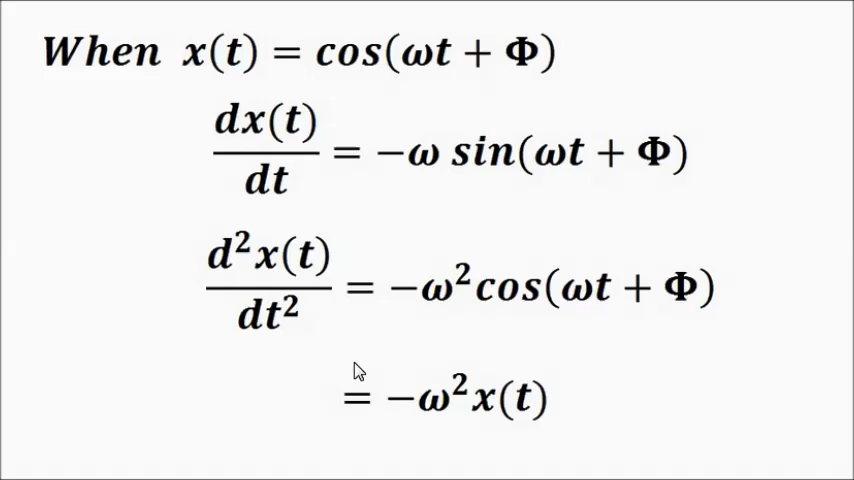 When x(t) = cos(ωt + Φ)
dx(t)/dt = −ω sin(ωt + Φ)
d²x(t)/dt² = −ω²cos(ωt + Φ)
= −ω²x(t)